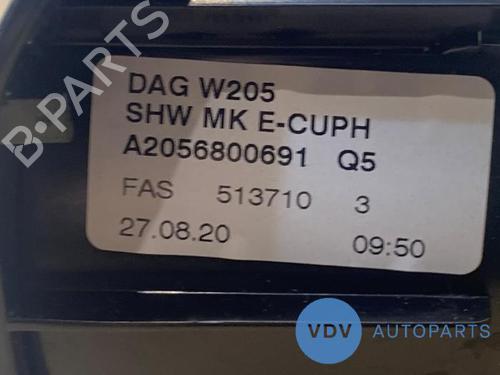 B-PARTS
DAG W205
SHW MK E-CUPH
A2056800691 Q5
FAS 513710 3
27.08.20 09:50
VDV AUTOPARTS